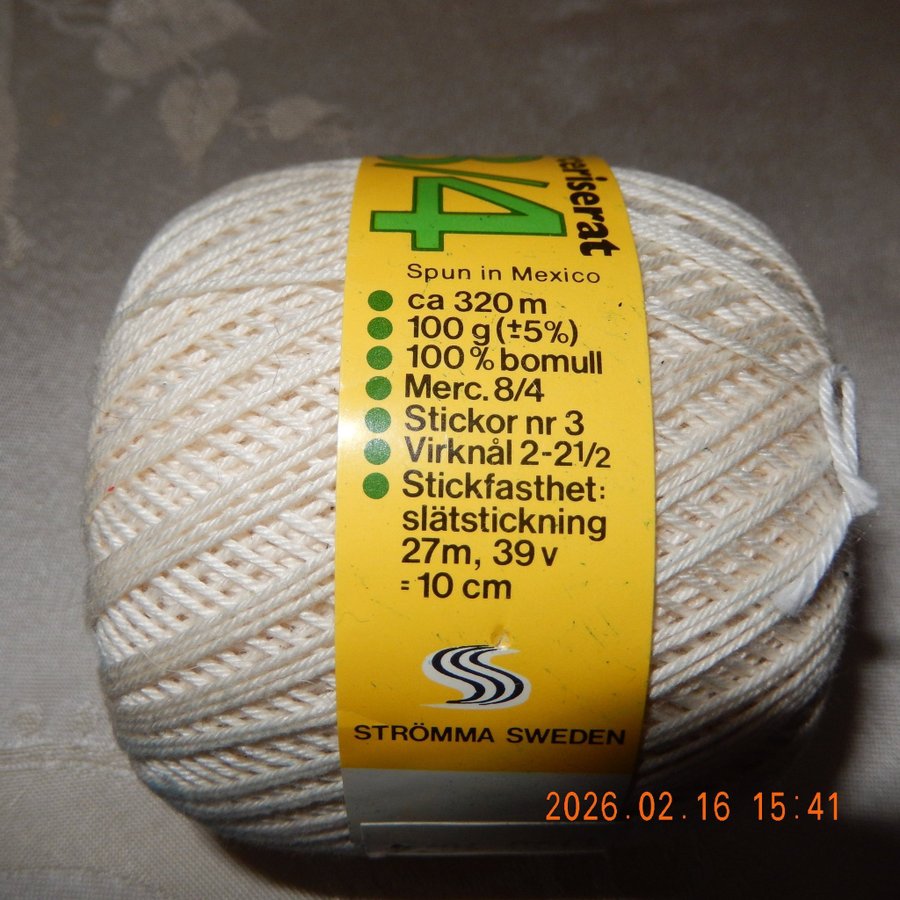 8/4
Spun in Mexico
ca 320 m
100 g (±5%)
100 % bomull
Merc. 8/4
Stickor nr 3
Virknål 2-2½
Stickfasthet:
slätstickning
27m, 39 v
= 10 cm
STRÖMMA SWEDEN
2026.02.16 15:41